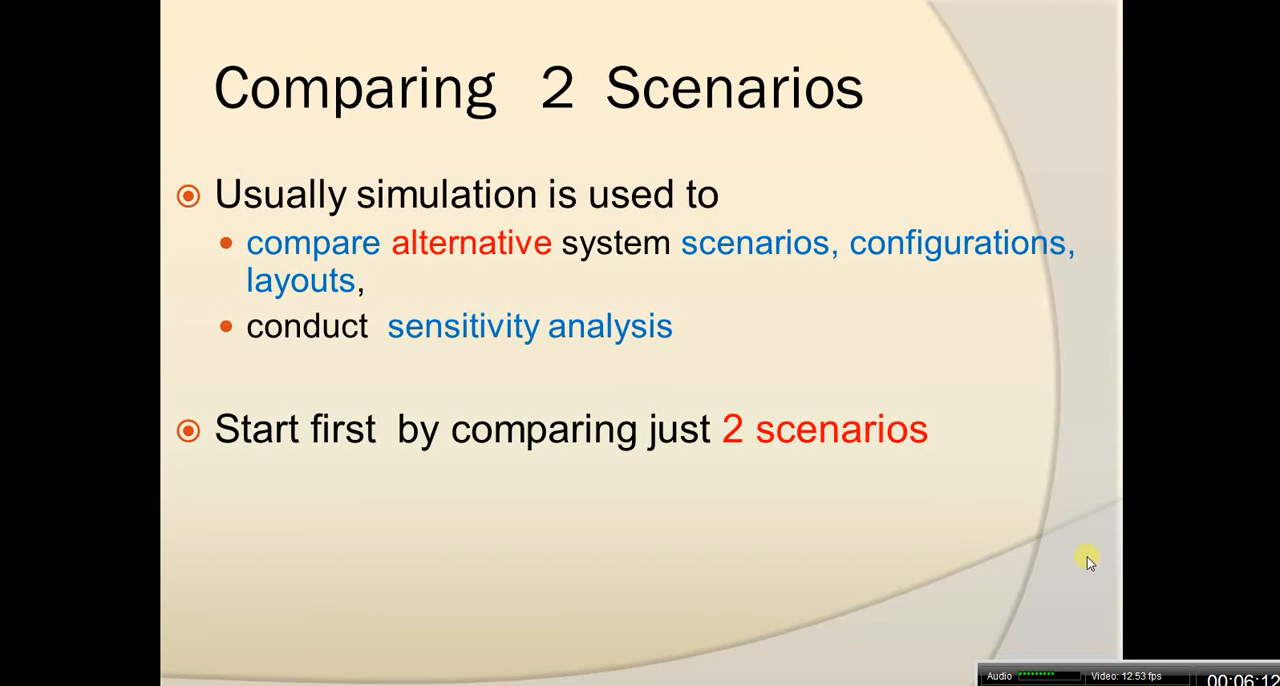 Comparing 2 Scenarios
Usually simulation is used to
compare alternative system scenarios, configurations,
layouts,
conduct sensitivity analysis
Start first by comparing just 2 scenarios
Audio
Video: 12.53 fps
00:06:12